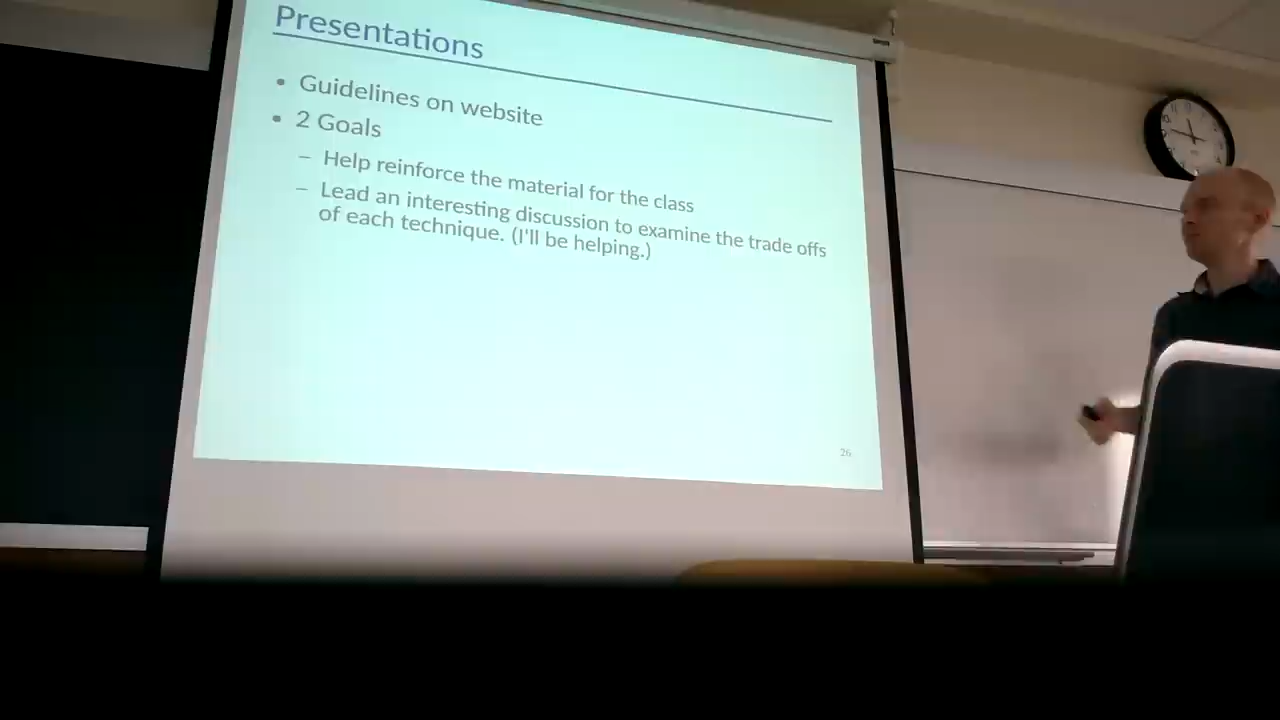 Presentations
• Guidelines on website
• 2 Goals
– Help reinforce the material for the class
– Lead an interesting discussion to examine the trade offs
of each technique. (I'll be helping.)
26